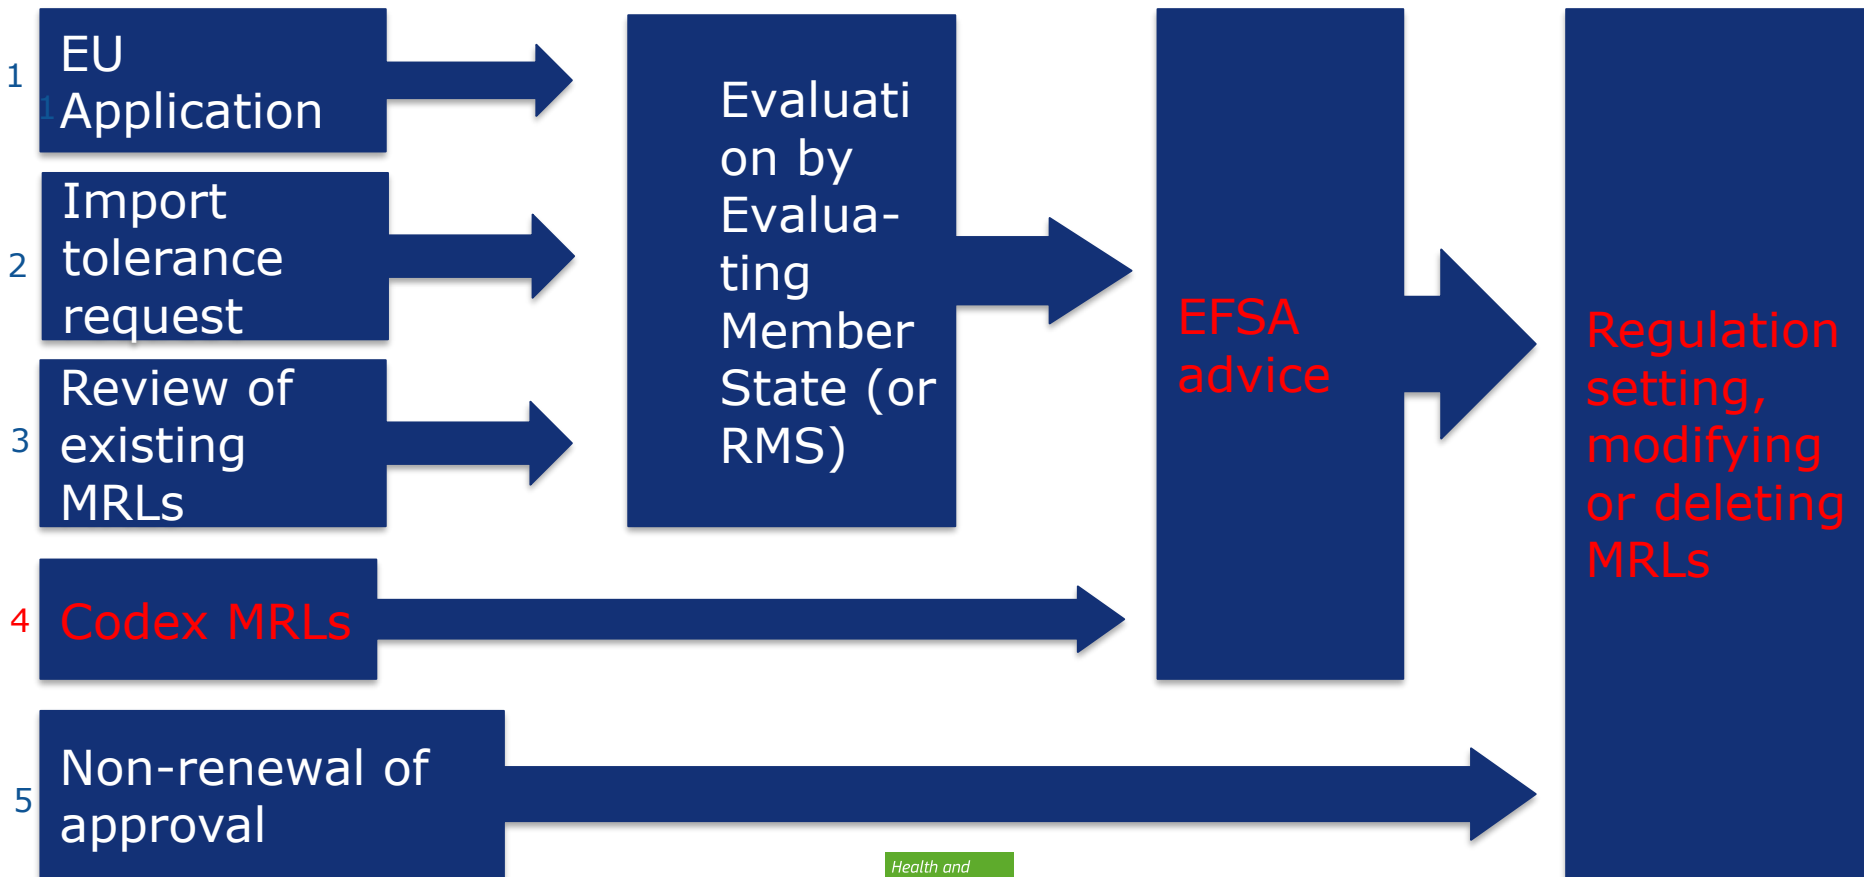 1
1
EU
Application
2
Import
tolerance
request
3
Review of
existing
MRLs
4
Codex MRLs
5
Non-renewal of
approval
Evaluati
on by
Evalua-
ting
Member
State (or
RMS)
EFSA
advice
Regulation
setting,
modifying
or deleting
MRLs
Health and